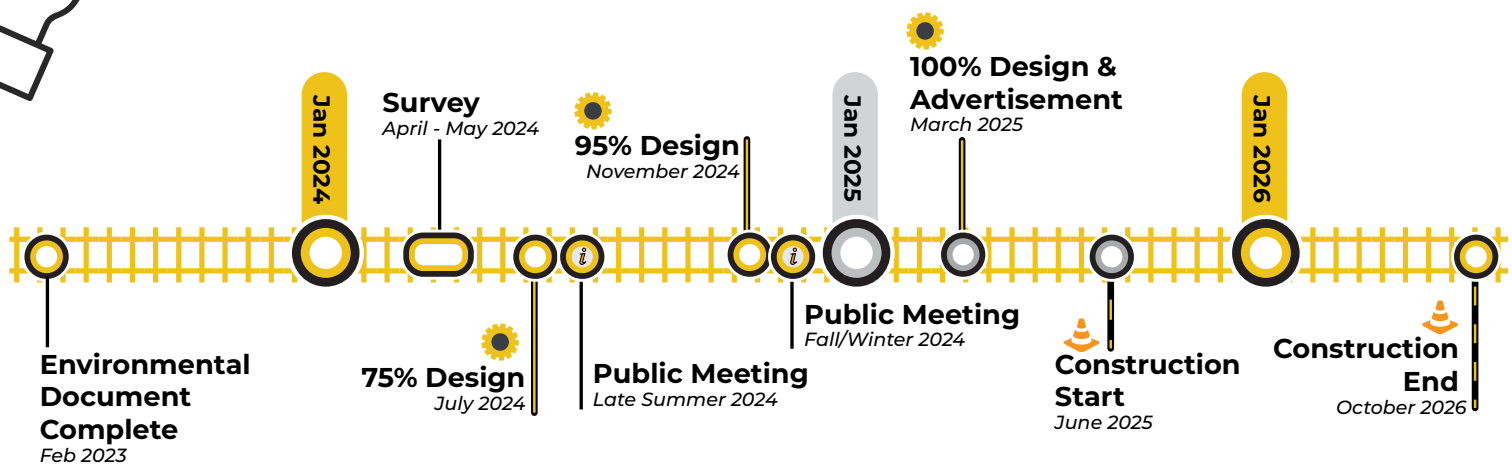 Environmental
Document
Complete
Feb 2023
Jan 2024
Survey
April - May 2024
75% Design
July 2024
i
Public Meeting
Late Summer 2024
95% Design
November 2024
i
Public Meeting
Fall/Winter 2024
Jan 2025
100% Design &
Advertisement
March 2025
Construction
Start
June 2025
Jan 2026
Construction
End
October 2026